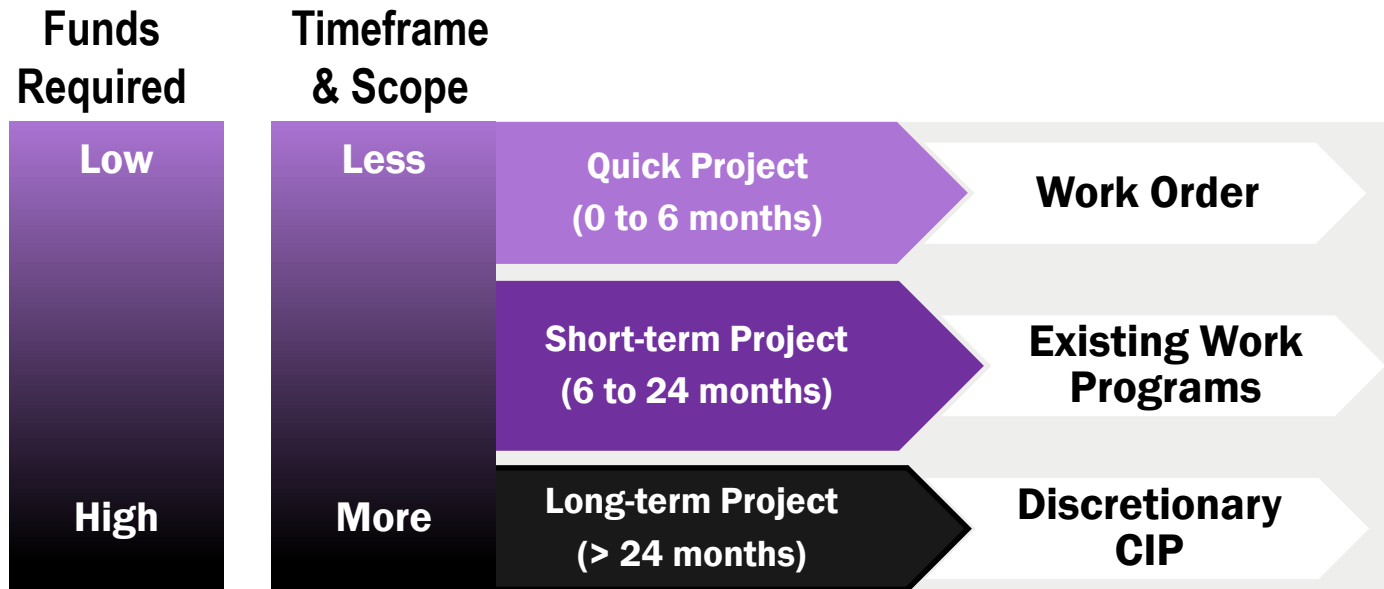 Funds
Required
Timeframe
& Scope
Low
Less
Quick Project
(0 to 6 months)
Work Order
Short-term Project
(6 to 24 months)
Existing Work
Programs
High
More
Long-term Project
(> 24 months)
Discretionary
CIP